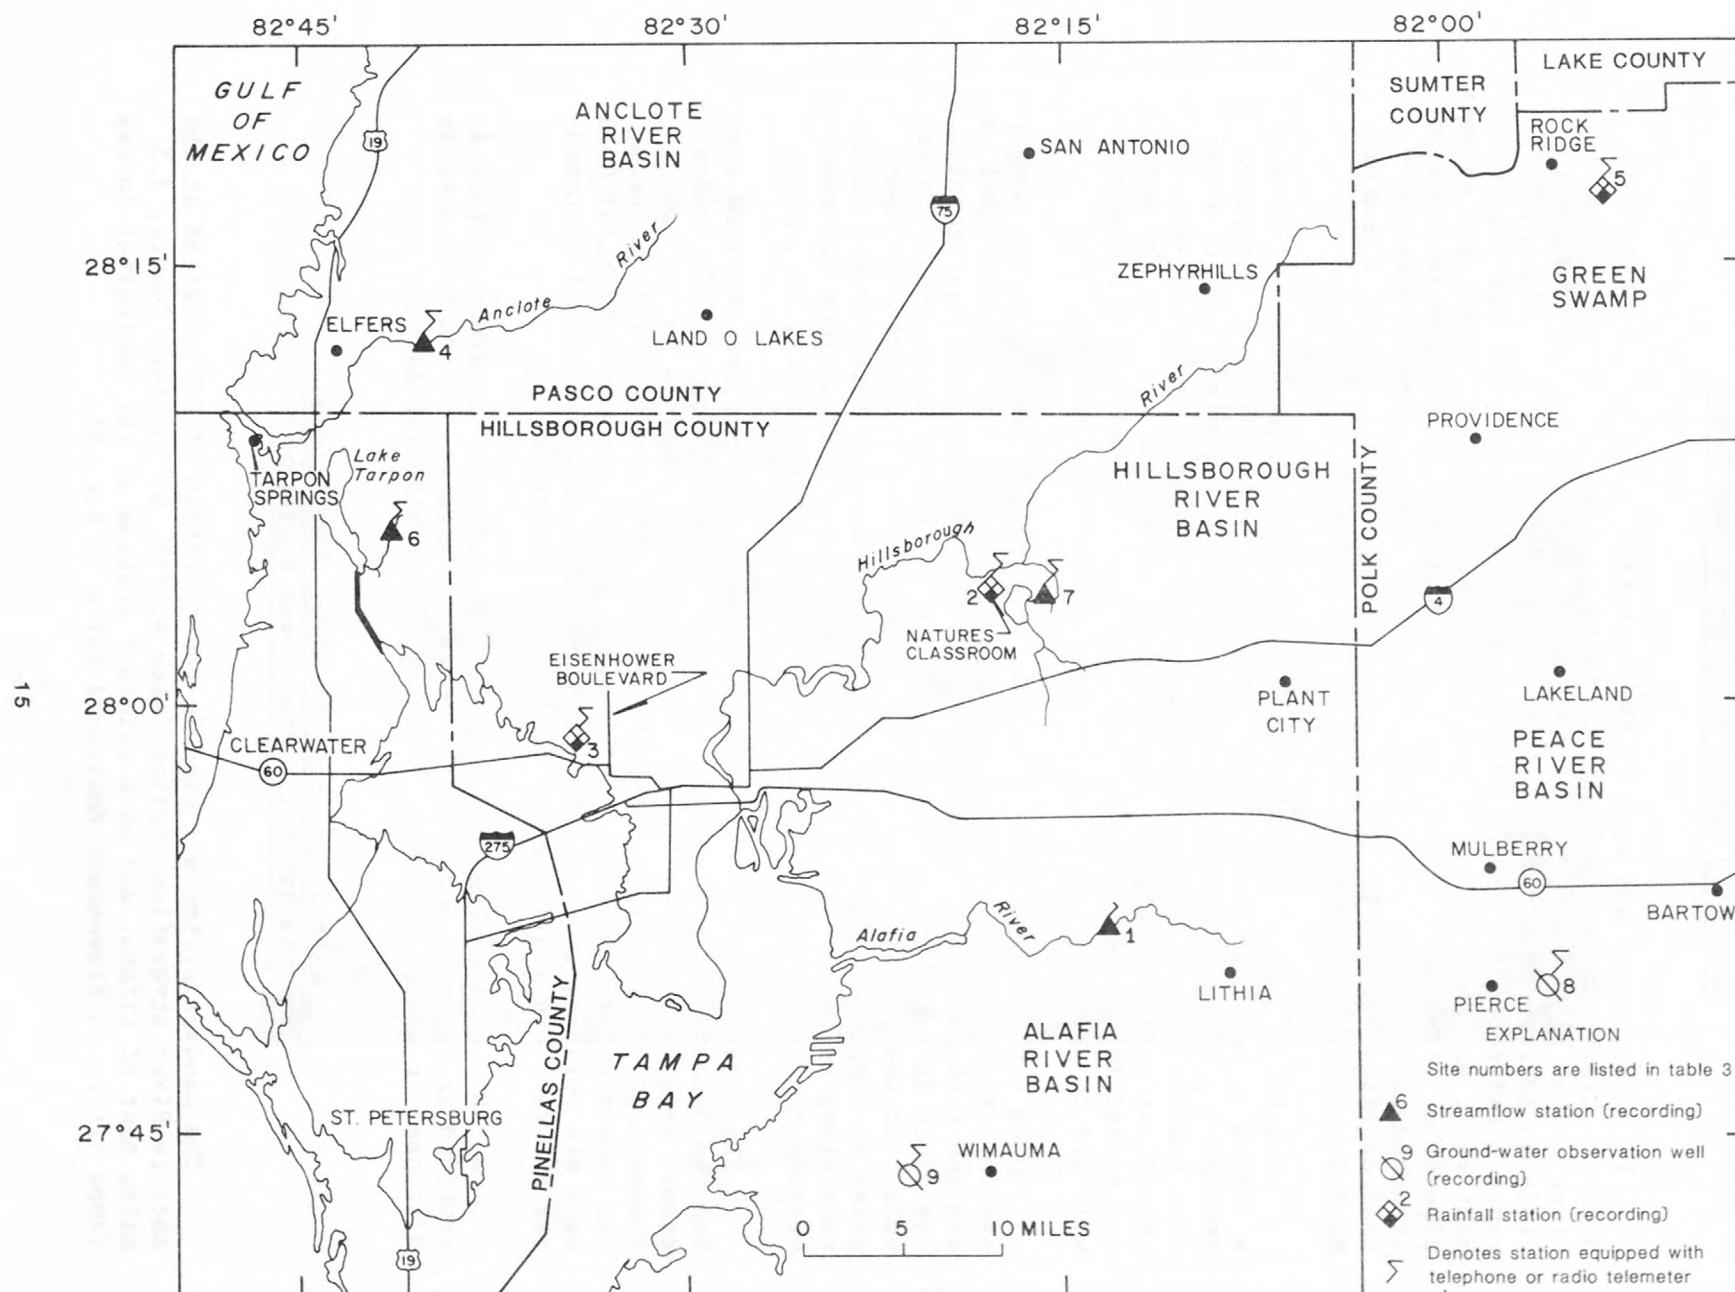 82°45'
82°30'
82°15'
82°00'
GULF
OF
MEXICO
19
ANCLOTE
RIVER
BASIN
SAN ANTONIO
SUMTER
COUNTY
LAKE COUNTY
ROCK
RIDGE
5
75
28°15'
River
Anclote
ELFERS
4
LAND O LAKES
ZEPHYRHILLS
GREEN
SWAMP
PASCO COUNTY
HILLSBOROUGH COUNTY
River
PROVIDENCE
Lake
Tarpon
TARPON
SPRINGS
6
HILLSBOROUGH
RIVER
BASIN
POLK COUNTY
Hillsborough
2
7
4
NATURES
CLASSROOM
EISENHOWER
BOULEVARD
PLANT
CITY
LAKELAND
15
28°00'
CLEARWATER
60
3
PEACE
RIVER
BASIN
275
MULBERRY
60
BARTOW
Alafia
River
1
LITHIA
PIERCE
8
PINELLAS COUNTY
TAMPA
BAY
ALAFIA
RIVER
BASIN
ST. PETERSBURG
27°45'
19
9
WIMAUMA
0 5 10 MILES
EXPLANATION
Site numbers are listed in table 3
6 Streamflow station (recording)
9 Ground-water observation well
(recording)
2 Rainfall station (recording)
Denotes station equipped with
telephone or radio telemeter